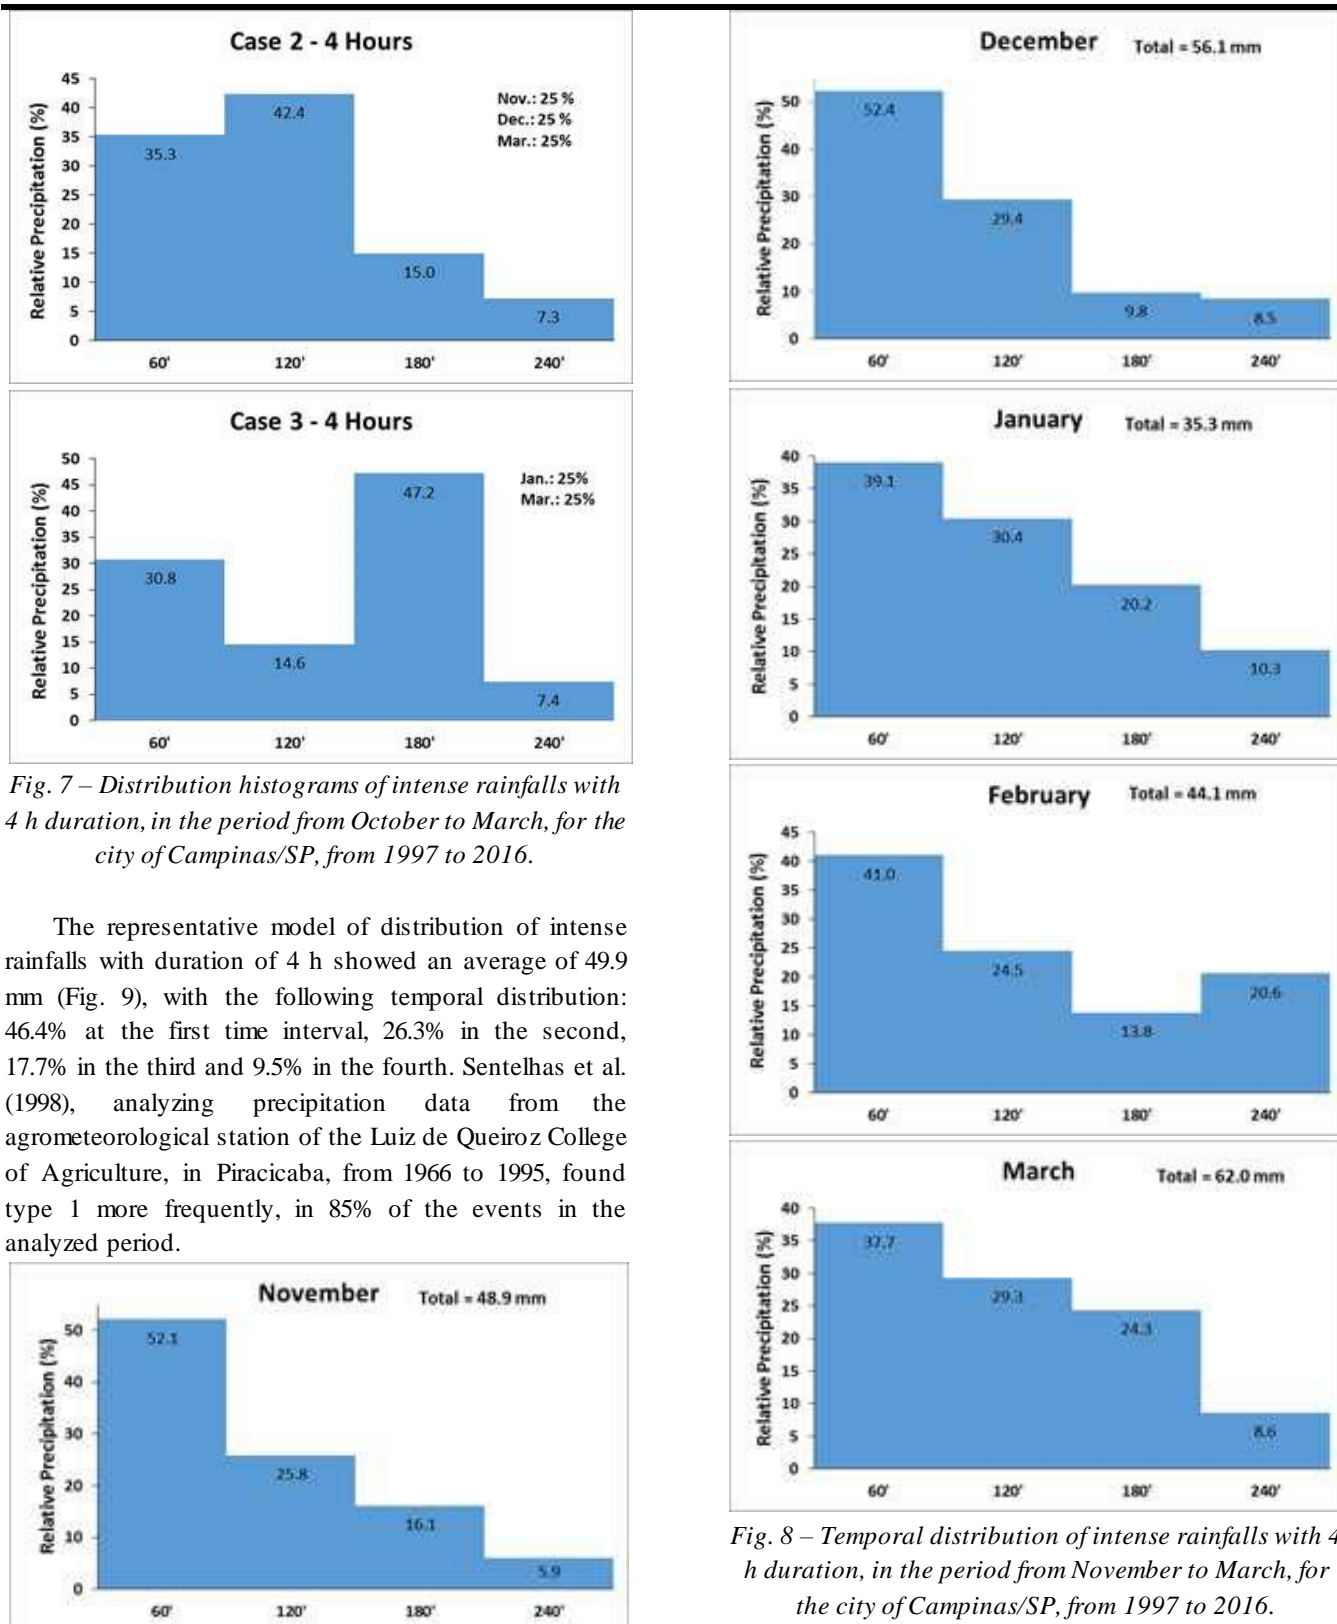 Case 2 - 4 Hours
Relative Precipitation (%)
45
40
35
30
25
20
15
10
5
0
35.3
42.4
15.0
7.3
Nov.: 25 %
Dec.: 25 %
Mar.: 25%
60' 120' 180' 240'
Case 3 - 4 Hours
Relative Precipitation (%)
50
45
40
35
30
25
20
15
10
5
0
30.8
14.6
47.2
7.4
Jan.: 25%
Mar.: 25%
60' 120' 180' 240'
Fig. 7 – Distribution histograms of intense rainfalls with
4 h duration, in the period from October to March, for the
city of Campinas/SP, from 1997 to 2016.
The representative model of distribution of intense
rainfalls with duration of 4 h showed an average of 49.9
mm (Fig. 9), with the following temporal distribution:
46.4% at the first time interval, 26.3% in the second,
17.7% in the third and 9.5% in the fourth. Sentelhas et al.
(1998), analyzing precipitation data from the
agrometeorological station of the Luiz de Queiroz College
of Agriculture, in Piracicaba, from 1966 to 1995, found
type 1 more frequently, in 85% of the events in the
analyzed period.
November Total = 48.9 mm
Relative Precipitation (%)
50
40
30
20
10
0
52.1
25.8
16.1
5.9
60' 120' 180' 240'
December Total = 56.1 mm
Relative Precipitation (%)
50
40
30
20
10
0
52.4
29.4
9.8
8.5
60' 120' 180' 240'
January Total = 35.3 mm
Relative Precipitation (%)
40
35
30
25
20
15
10
5
0
39.1
30.4
20.2
10.3
60' 120' 180' 240'
February Total = 44.1 mm
Relative Precipitation (%)
45
40
35
30
25
20
15
10
5
0
41.0
24.5
13.8
20.6
60' 120' 180' 240'
March Total = 62.0 mm
Relative Precipitation (%)
40
35
30
25
20
15
10
5
0
37.7
29.3
24.3
8.6
60' 120' 180' 240'
Fig. 8 – Temporal distribution of intense rainfalls with 4
h duration, in the period from November to March, for
the city of Campinas/SP, from 1997 to 2016.